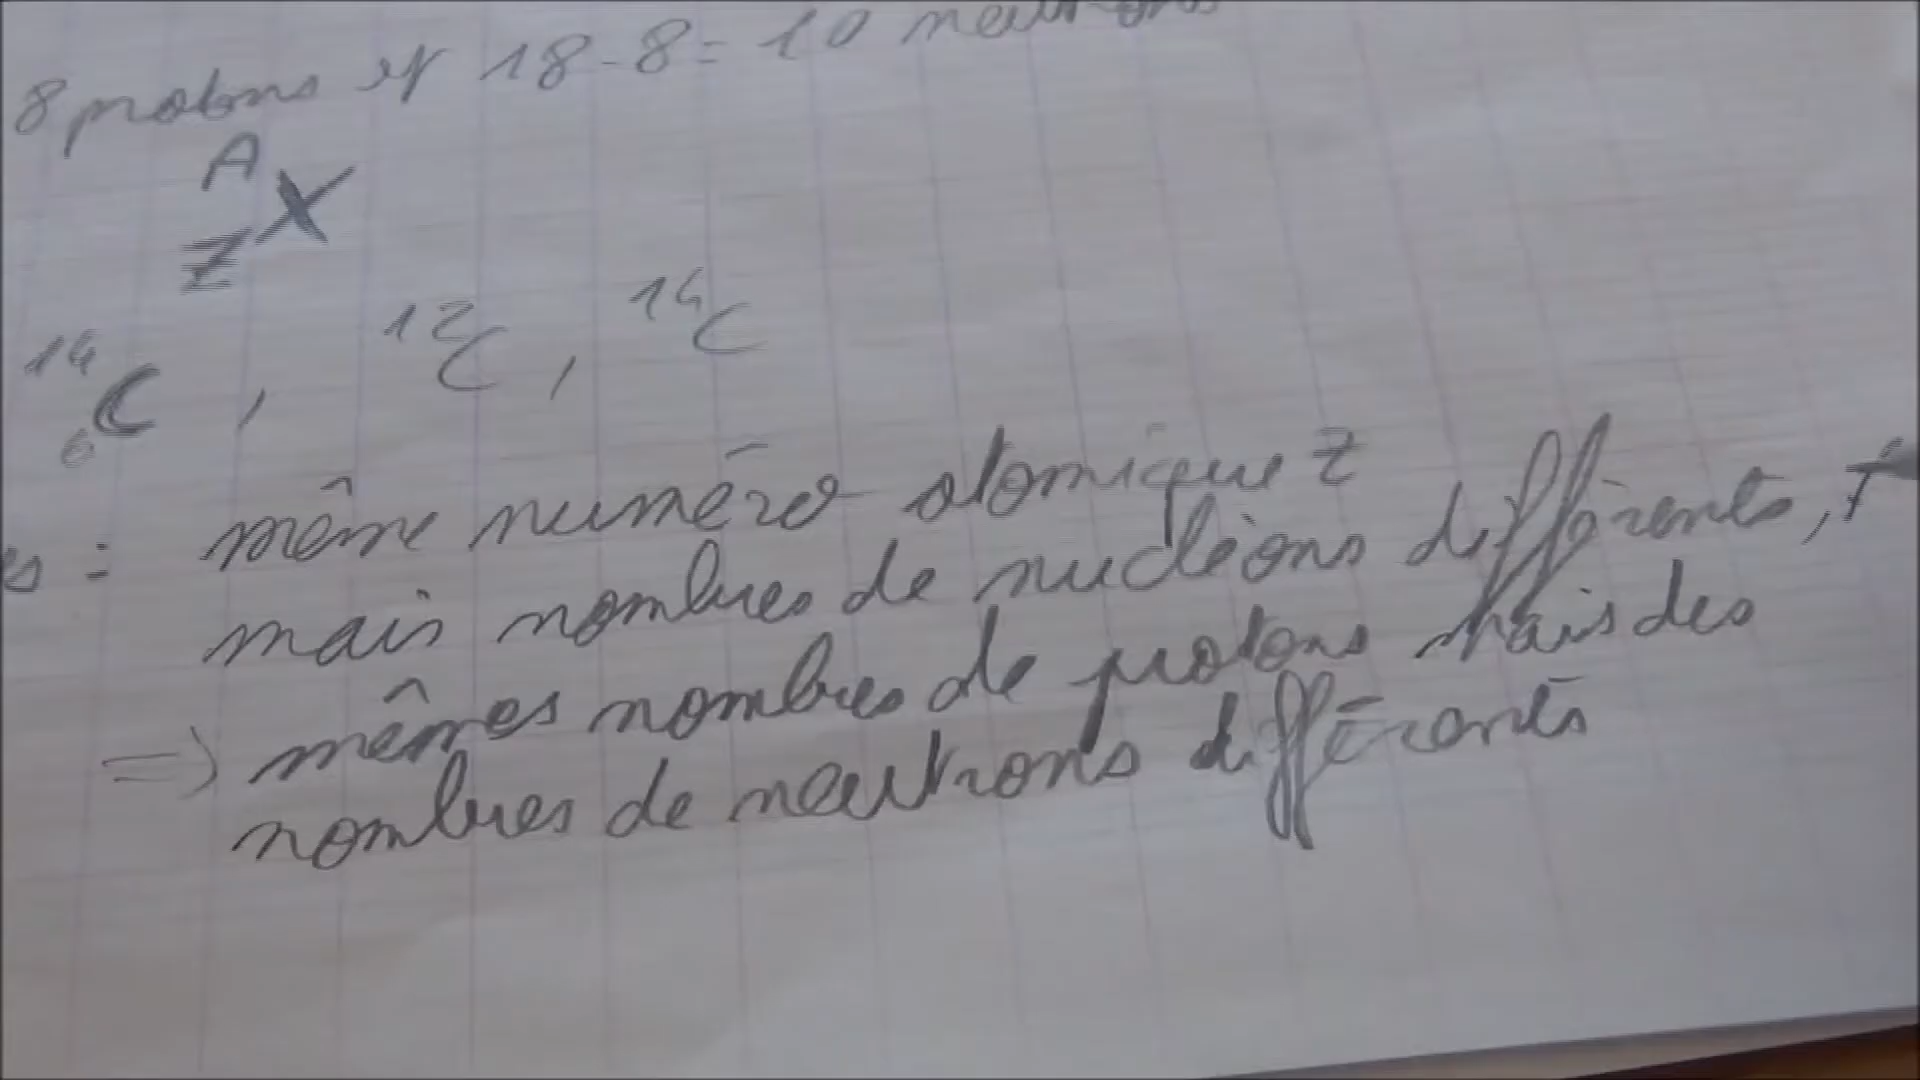 8 protons et 18-8=10 neutrons
A
X
Z
14 C , 12 C , 14 C
6
s : même numéro atomique Z
mais nombres de nucléons différents,
=> mêmes nombres de protons mais des
nombres de neutrons différents